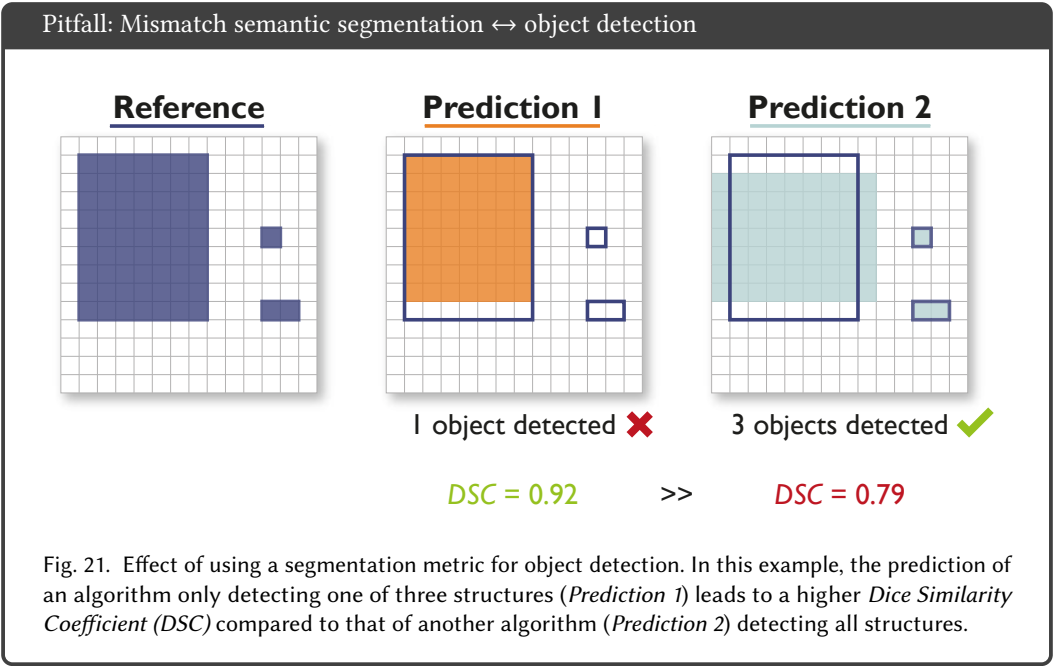 Pitfall: Mismatch semantic segmentation ↔ object detection
Reference Prediction 1 Prediction 2
1 object detected ✖ 3 objects detected ✔
DSC = 0.92 >> DSC = 0.79
Fig. 21. Effect of using a segmentation metric for object detection. In this example, the prediction of
an algorithm only detecting one of three structures (Prediction 1) leads to a higher Dice Similarity
Coefficient (DSC) compared to that of another algorithm (Prediction 2) detecting all structures.